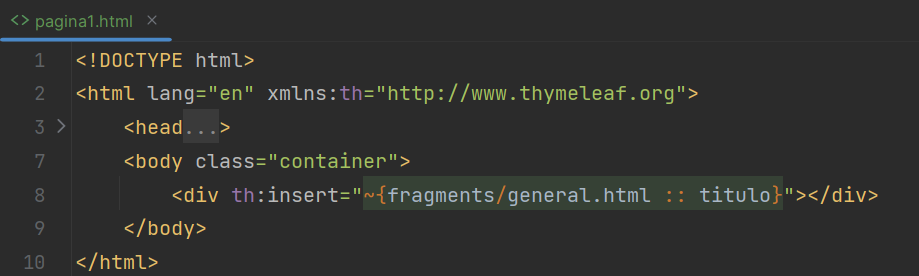 <> pagina1.html ×
1 <!DOCTYPE html>
2 <html lang="en" xmlns:th="http://www.thymeleaf.org">
3 <head...>
7 <body class="container">
8 <div th:insert="~{fragments/general.html :: titulo}"></div>
9 </body>
10 </html>